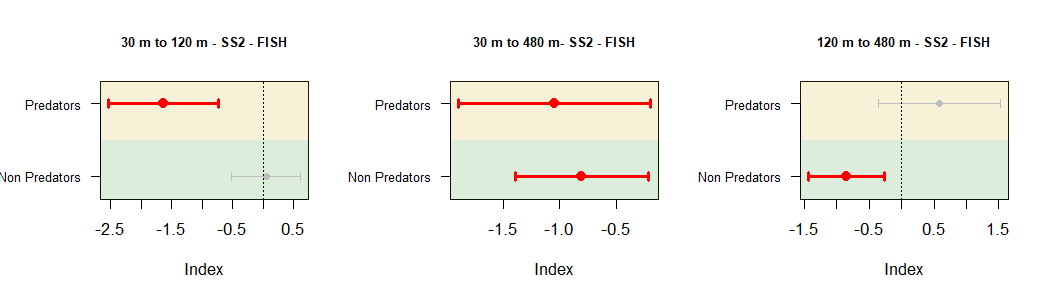 30 m to 120 m - SS2 - FISH
Predators
Non Predators
-2.5 -1.5 -0.5 0.5
Index
30 m to 480 m- SS2 - FISH
Predators
Non Predators
-1.5 -1.0 -0.5
Index
120 m to 480 m - SS2 - FISH
Predators
Non Predators
-1.5 -0.5 0.5 1.5
Index